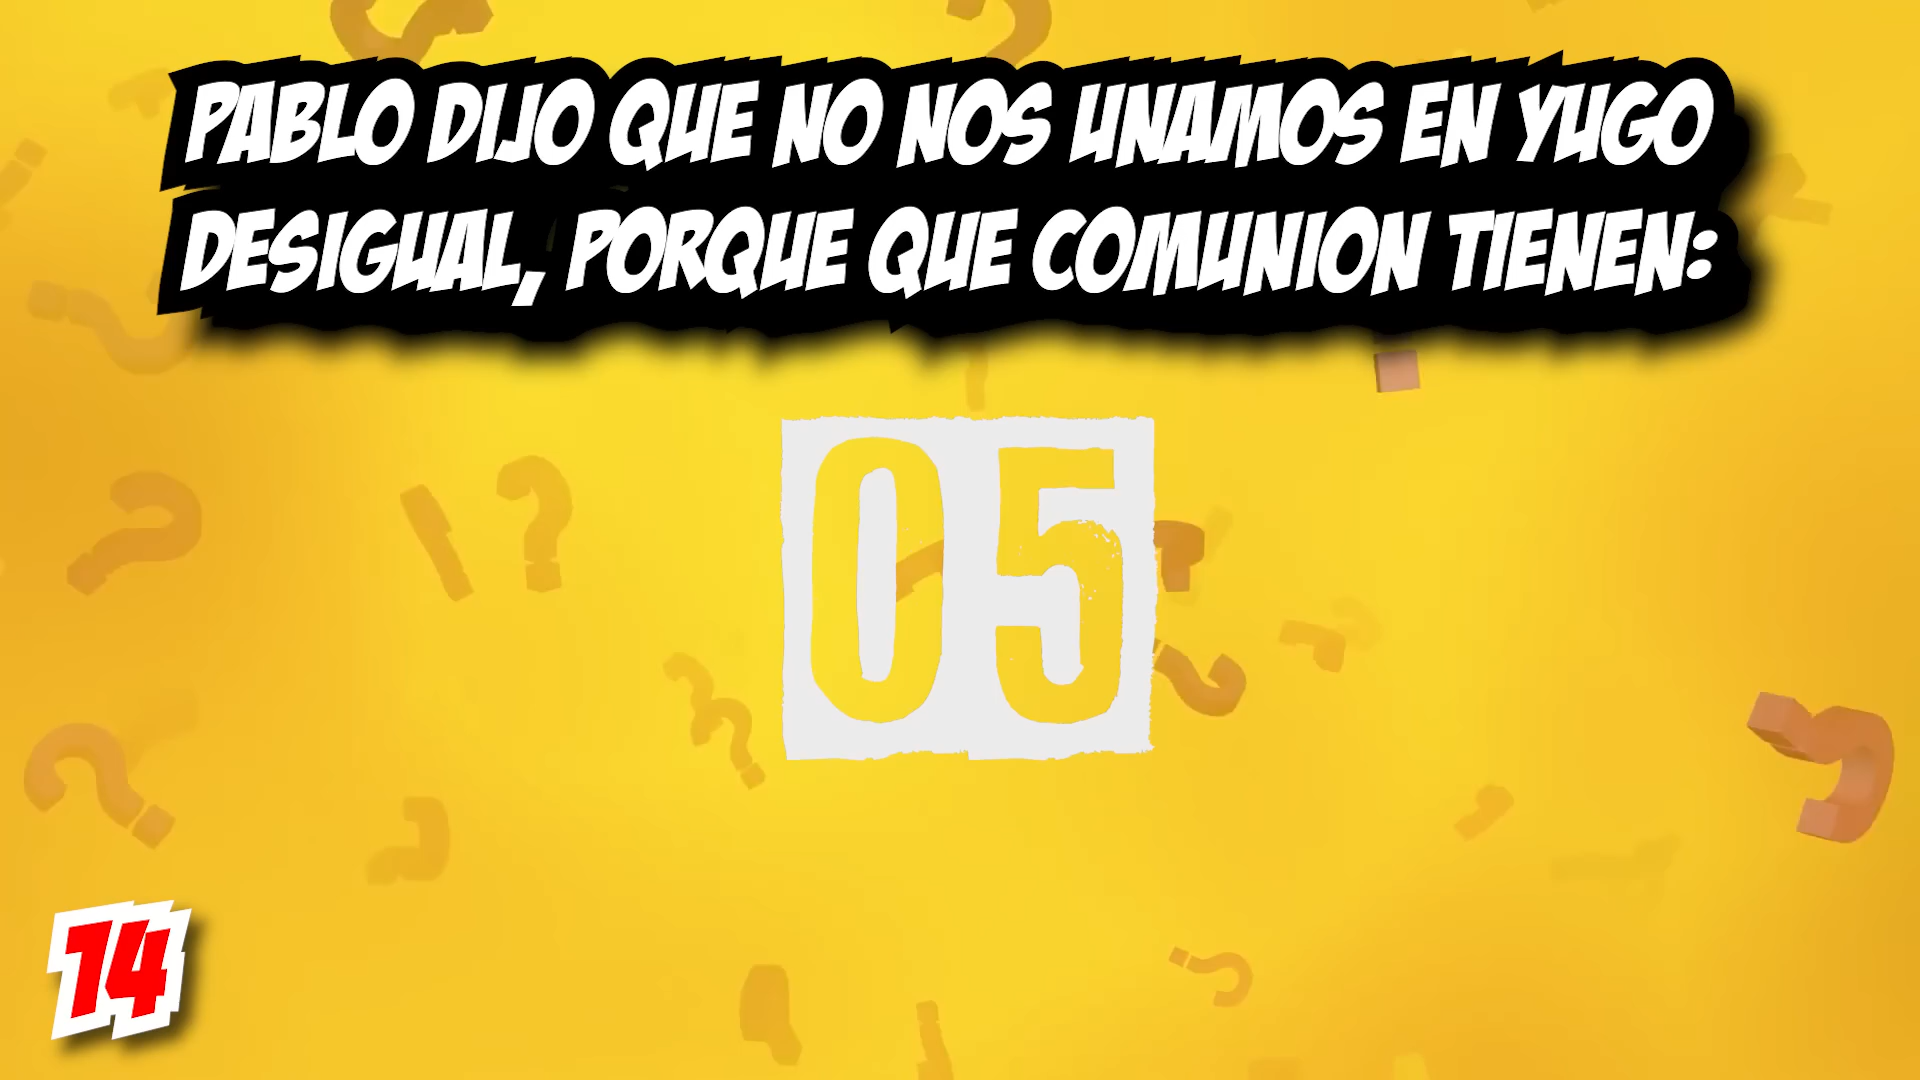 PABLO DIJO QUE NO NOS UNAMOS EN YUGO
DESIGUAL, PORQUE QUE COMUNION TIENEN:
05
14